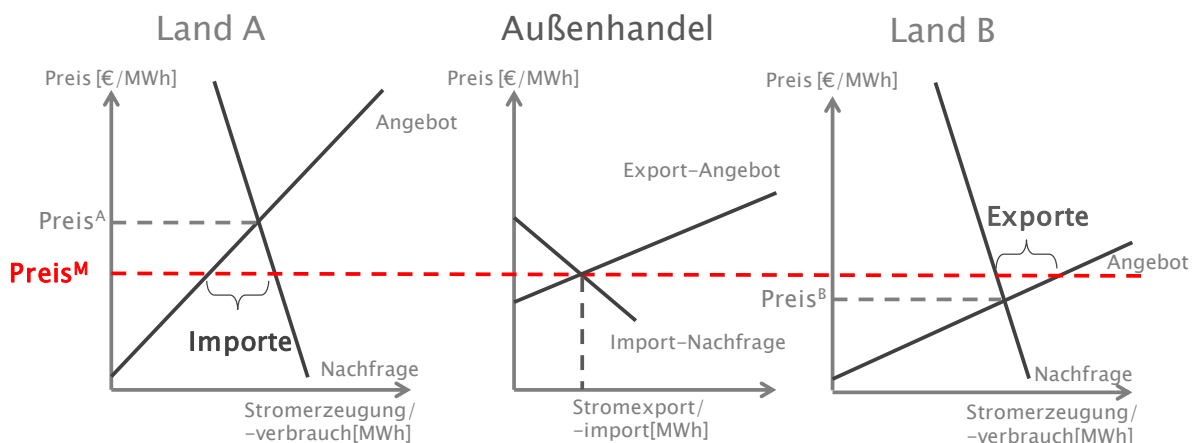 Land A
Außenhandel
Land B
Preis [€/MWh]
Preis [€/MWh]
Preis [€/MWh]
Angebot
Export-Angebot
Preisᴬ
Exporte
Preisᴹ
Angebot
Preisᴮ
Importe
Import-Nachfrage
Nachfrage
Nachfrage
Stromerzeugung/
-verbrauch[MWh]
Stromexport/
-import[MWh]
Stromerzeugung/
-verbrauch[MWh]